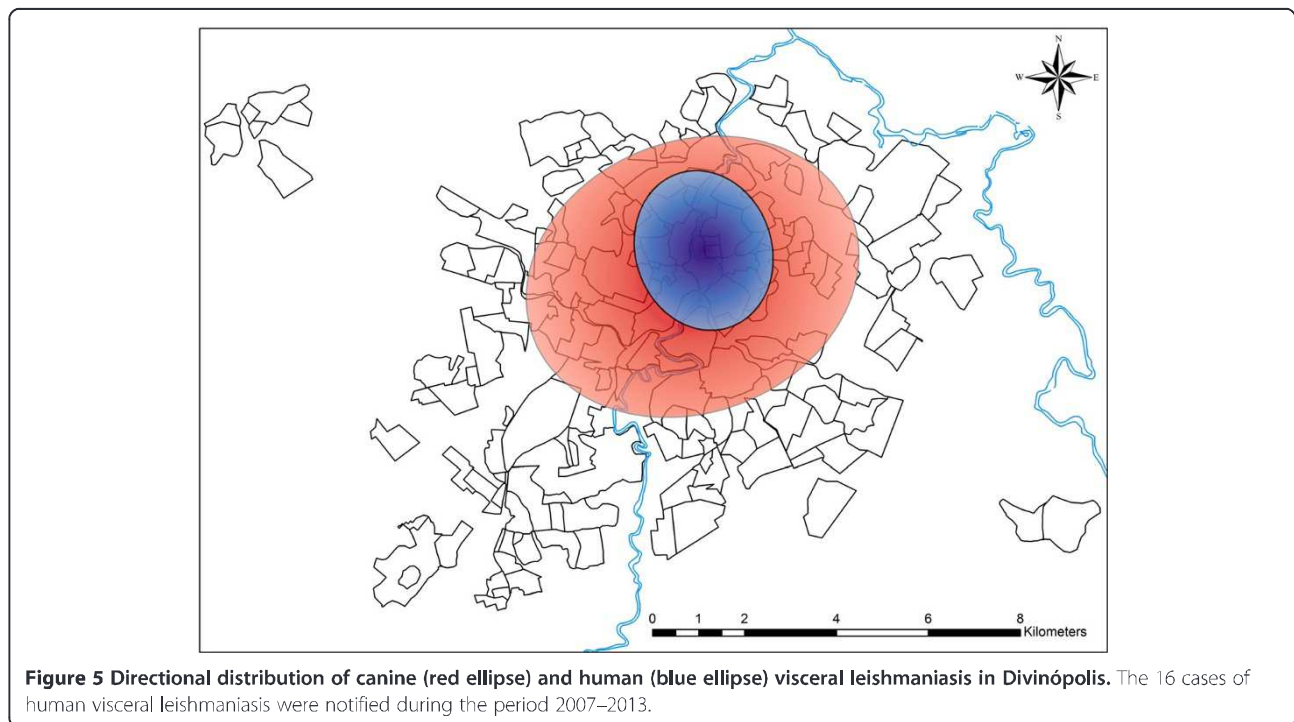 N
W E
S
0 1 2 4 6 8
Kilometers
Figure 5 Directional distribution of canine (red ellipse) and human (blue ellipse) visceral leishmaniasis in Divinópolis. The 16 cases of
human visceral leishmaniasis were notified during the period 2007–2013.